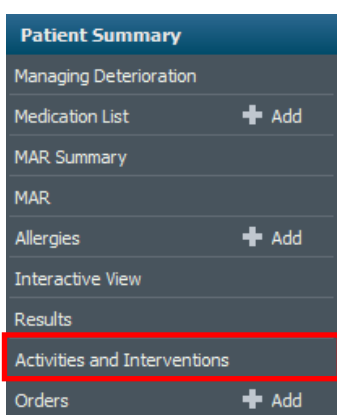 Patient Summary
Managing Deterioration
Medication List + Add
MAR Summary
MAR
Allergies + Add
Interactive View
Results
Activities and Interventions
Orders + Add